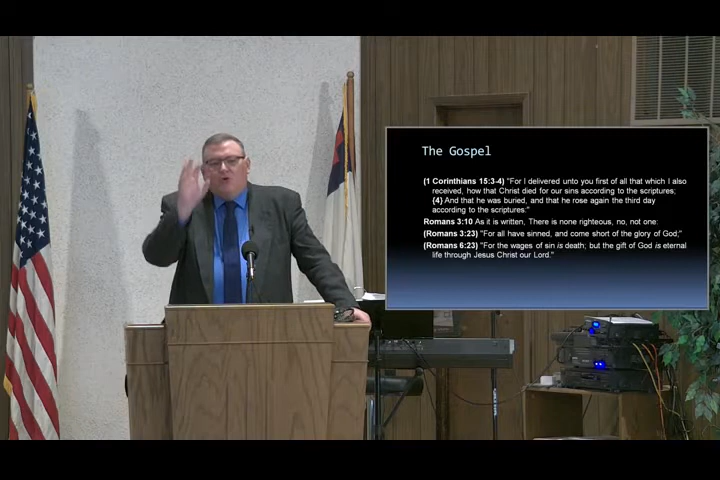 The Gospel
(1 Corinthians 15:3-4) "For I delivered unto you first of all that which I also
received, how that Christ died for our sins according to the scriptures;
{4} And that he was buried, and that he rose again the third day
according to the scriptures:"
Romans 3:10 As it is written, There is none righteous, no, not one:
(Romans 3:23) "For all have sinned, and come short of the glory of God;"
(Romans 6:23) "For the wages of sin is death; but the gift of God is eternal
life through Jesus Christ our Lord."